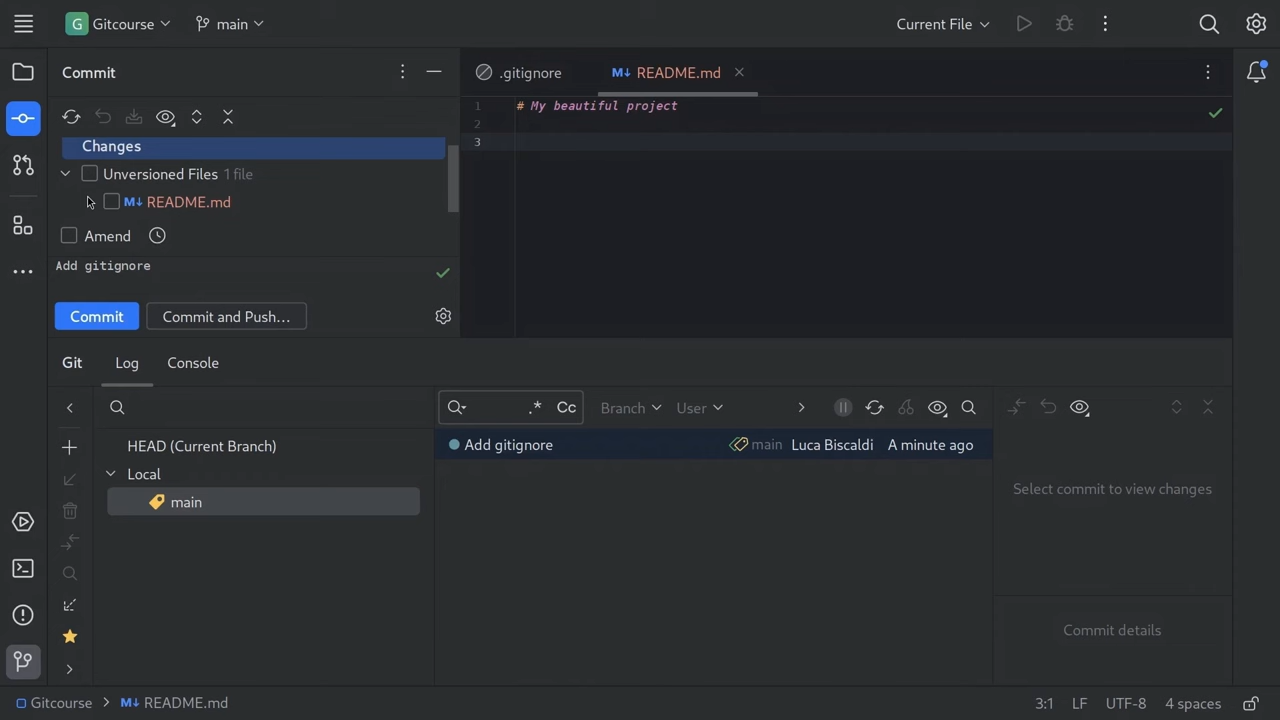 G Gitcourse main Current File
Commit
.gitignore M↓ README.md
1 # My beautiful project
2
3
Changes
Unversioned Files 1 file
M↓ README.md
Amend
Add gitignore
Commit Commit and Push...
Git Log Console
.* Cc Branch User
HEAD (Current Branch)
Local
main
Add gitignore main Luca Biscaldi A minute ago
Select commit to view changes
Commit details
Gitcourse M↓ README.md 3:1 LF UTF-8 4 spaces